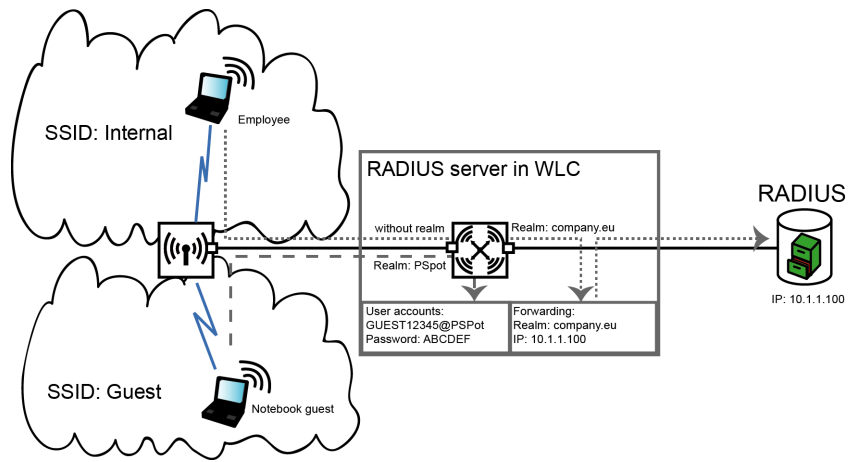 Employee
SSID: Internal
RADIUS server in WLC
RADIUS
without realm
Realm: company.eu
Realm: PSpot
IP: 10.1.1.100
User accounts:
GUEST12345@PSPot
Password: ABCDEF
Forwarding:
Realm: company.eu
IP: 10.1.1.100
SSID: Guest
Notebook guest